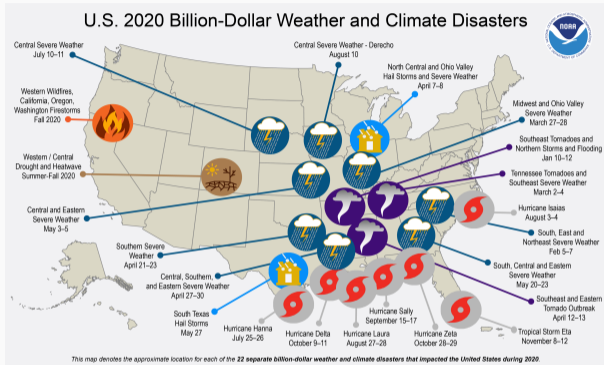 U.S. 2020 Billion-Dollar Weather and Climate Disasters
NOAA
Central Severe Weather
July 10–11
Central Severe Weather - Derecho
August 10
North Central and Ohio Valley
Hail Storms and Severe Weather
April 7–8
Western Wildfires,
California, Oregon,
Washington Firestorms
Fall 2020
Midwest and Ohio Valley
Severe Weather
March 27–28
Southeast Tornadoes and
Northern Storms and Flooding
Jan 10–12
Western / Central
Drought and Heatwave
Summer-Fall 2020
Tennessee Tornadoes and
Southeast Severe Weather
March 2–4
Central and Eastern
Severe Weather
May 3–5
Hurricane Isaias
August 3–4
South, East and
Northeast Severe Weather
Feb 5–7
Southern Severe
Weather
April 21–23
South, Central and Eastern
Severe Weather
May 20–23
Central, Southern,
and Eastern Severe Weather
April 27–30
Southeast and Eastern
Tornado Outbreak
April 12–13
South Texas
Hail Storms
May 27
Hurricane Hanna
July 25–26
Hurricane Delta
October 9–11
Hurricane Laura
August 27–28
Hurricane Sally
September 15–17
Hurricane Zeta
October 28–29
Tropical Storm Eta
November 8–12
This map denotes the approximate location for each of the 22 separate billion-dollar weather and climate disasters that impacted the United States during 2020.